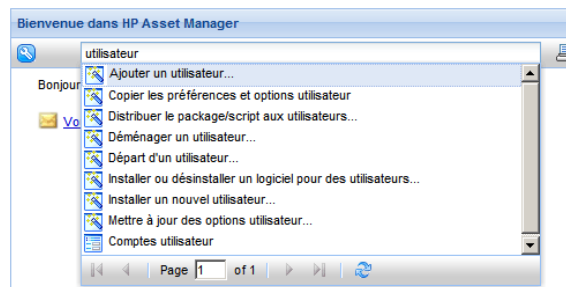 Bienvenue dans HP Asset Manager
utilisateur
Bonjour
Ajouter un utilisateur...
Copier les préférences et options utilisateur
Vo
Distribuer le package/script aux utilisateurs...
Déménager un utilisateur...
Départ d'un utilisateur...
Installer ou désinstaller un logiciel pour des utilisateurs...
Installer un nouvel utilisateur...
Mettre à jour des options utilisateur...
Comptes utilisateur
Page 1 of 1